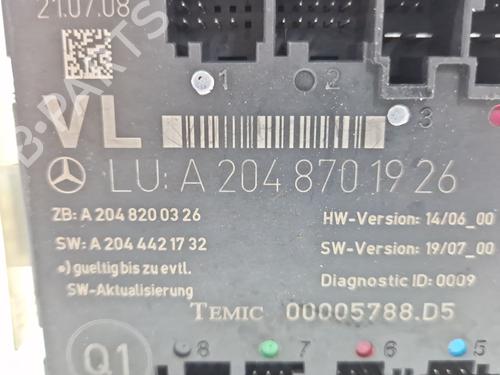 21.07.08
1
2
3
VL
LU: A 204 870 19 26
ZB: A 204 820 03 26
HW-Version: 14/06_00
SW: A 204 442 17 32
SW-Version: 19/07_00
*) gueltig bis zu evtl.
SW-Aktualisierung
Diagnostic ID: 0009
TEMIC 00005788.D5
Q1
8
7
6
5
B-PARTS